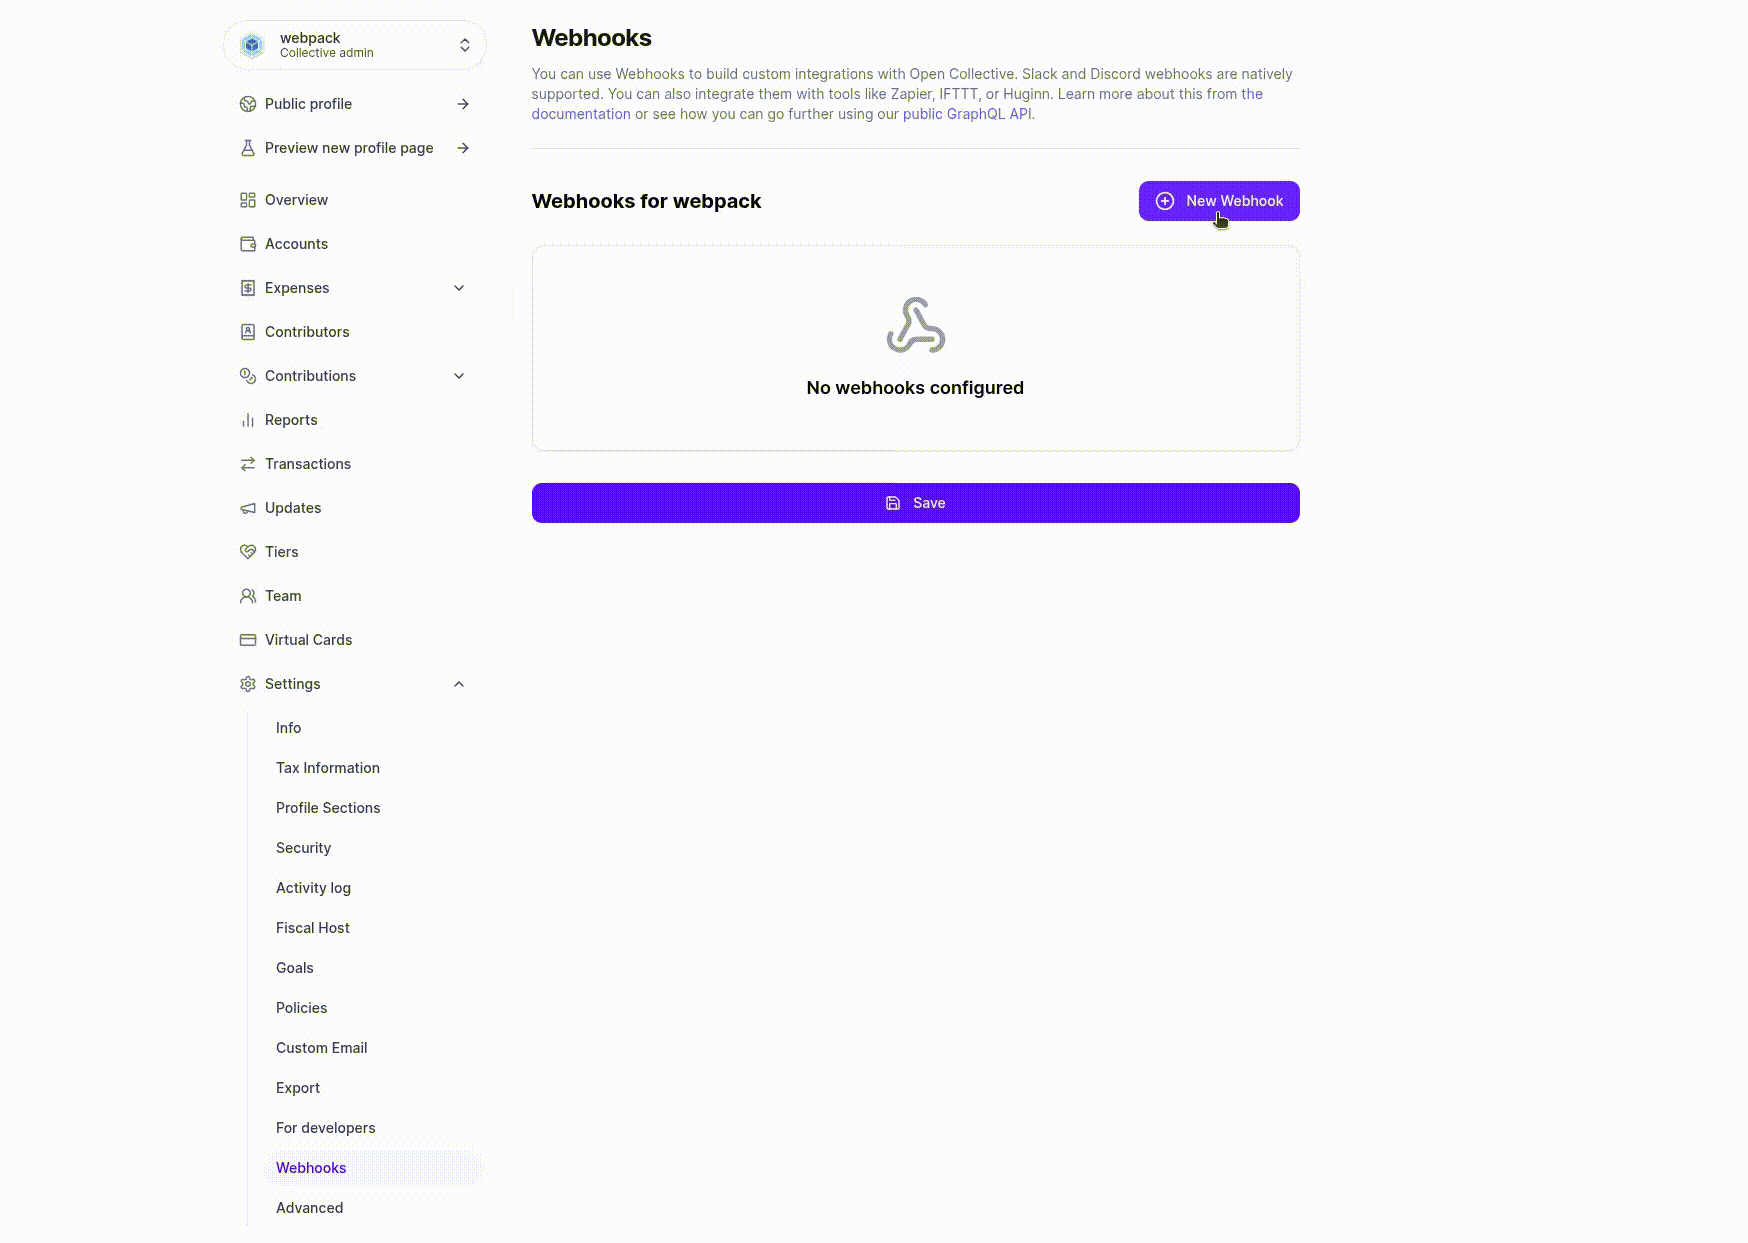 webpack
Collective admin
Public profile
Preview new profile page
Overview
Accounts
Expenses
Contributors
Contributions
Reports
Transactions
Updates
Tiers
Team
Virtual Cards
Settings
Info
Tax Information
Profile Sections
Security
Activity log
Fiscal Host
Goals
Policies
Custom Email
Export
For developers
Webhooks
Advanced
Webhooks
You can use Webhooks to build custom integrations with Open Collective. Slack and Discord webhooks are natively
supported. You can also integrate them with tools like Zapier, IFTTT, or Huginn. Learn more about this from the
documentation or see how you can go further using our public GraphQL API.
Webhooks for webpack
New Webhook
No webhooks configured
Save